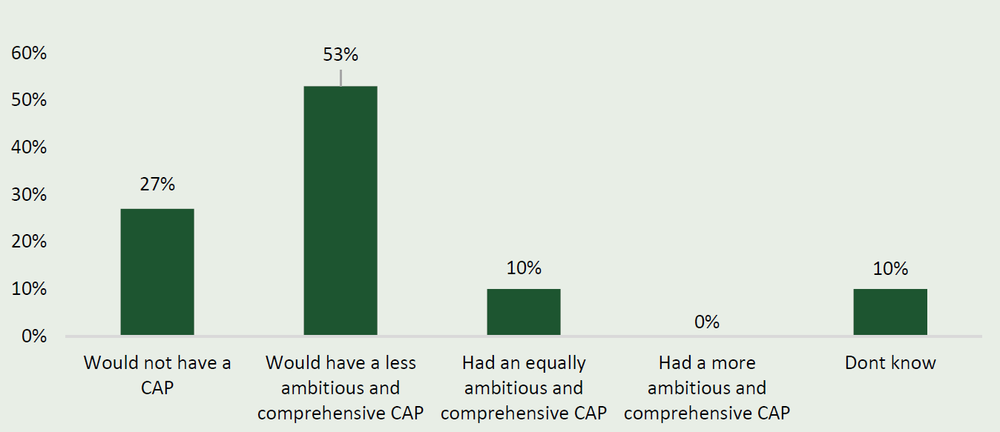 60%
50%
40%
30%
20%
10%
0%
27%
53%
10%
0%
10%
Would not have a
CAP
Would have a less
ambitious and
comprehensive CAP
Had an equally
ambitious and
comprehensive CAP
Had a more
ambitious and
comprehensive CAP
Dont know